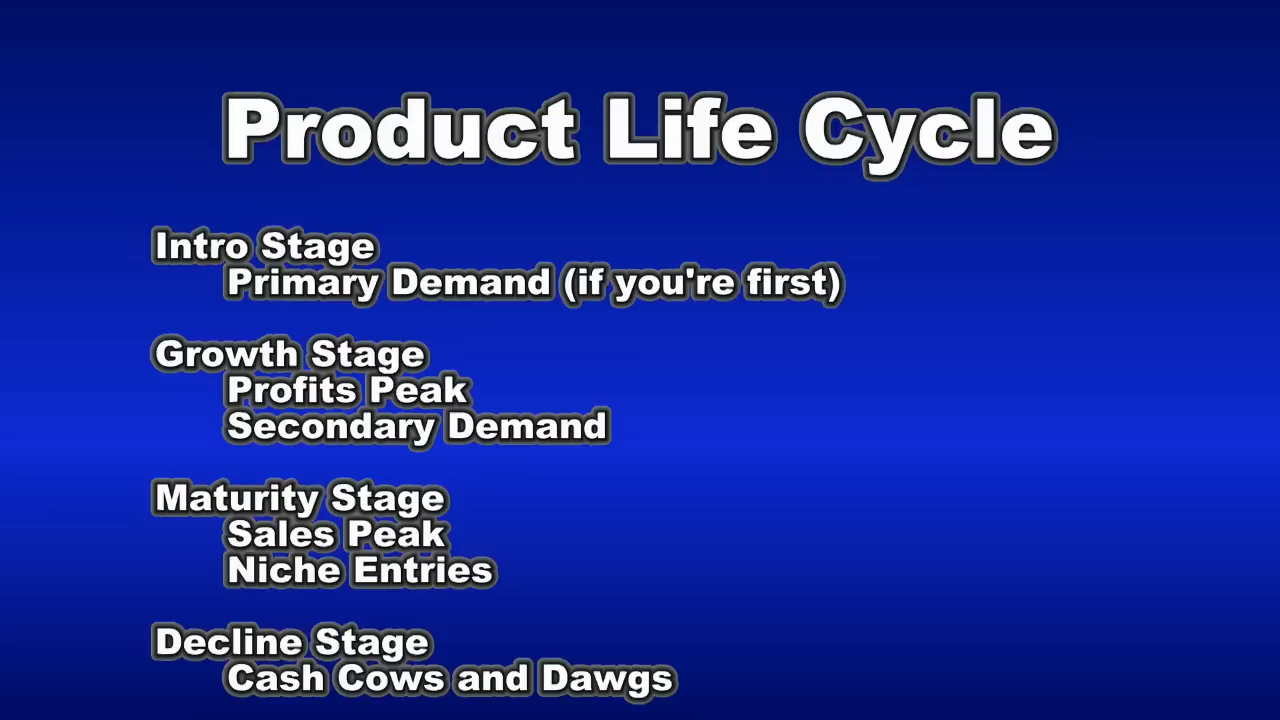 Product Life Cycle
Intro Stage
Primary Demand (if you're first)
Growth Stage
Profits Peak
Secondary Demand
Maturity Stage
Sales Peak
Niche Entries
Decline Stage
Cash Cows and Dawgs